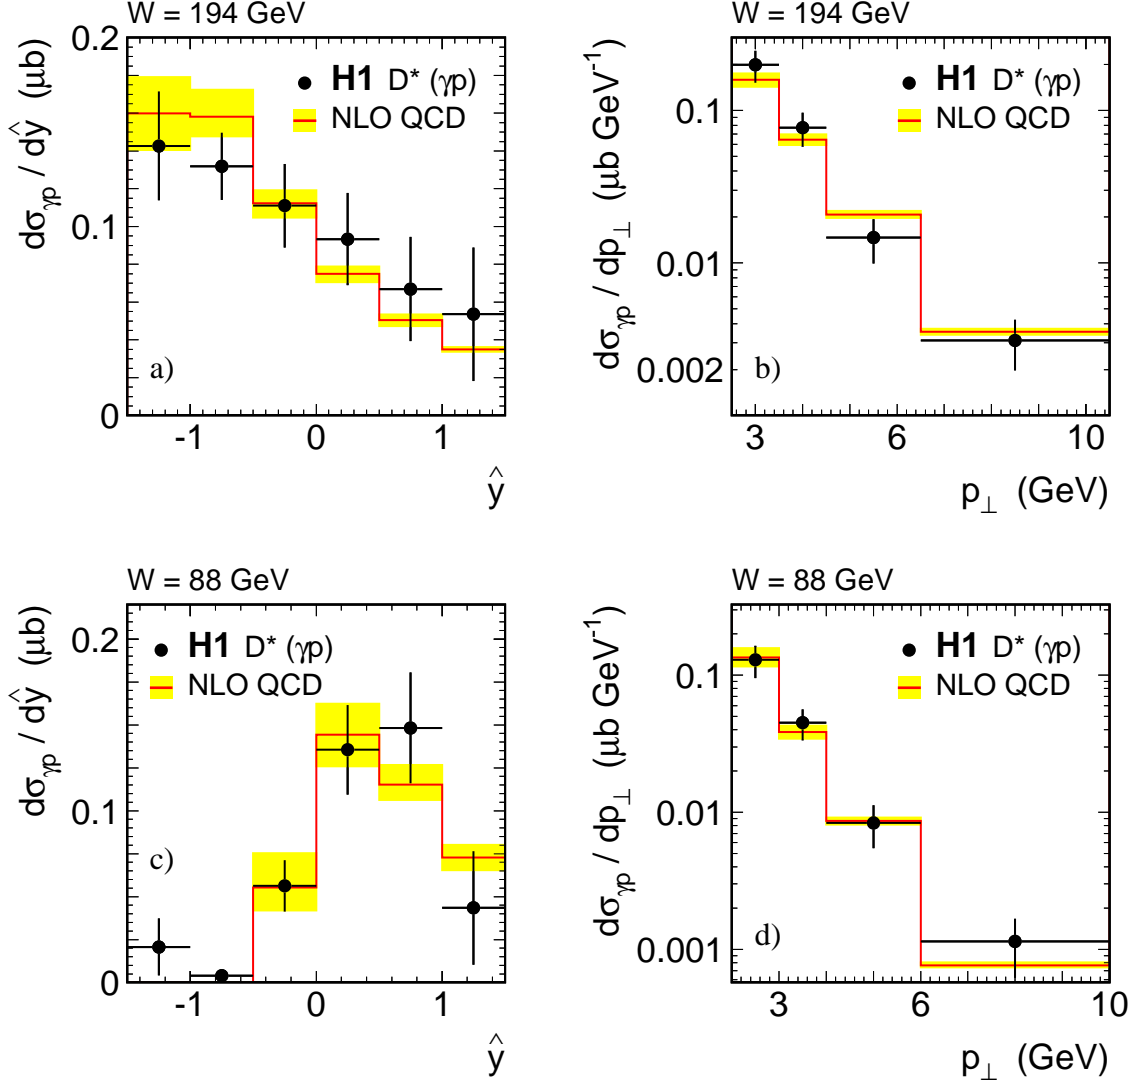 W = 194 GeV
dσγp / dŷ (μb)
0.2
0.1
0
H1 D* (γp)
NLO QCD
a)
-1 0 1
ŷ
W = 194 GeV
dσγp / dp⊥ (μb GeV-1)
0.1
0.01
0.002
H1 D* (γp)
NLO QCD
b)
3 6 10
p⊥ (GeV)
W = 88 GeV
dσγp / dŷ (μb)
0.2
0.1
0
H1 D* (γp)
NLO QCD
c)
-1 0 1
ŷ
W = 88 GeV
dσγp / dp⊥ (μb GeV-1)
0.1
0.01
0.001
H1 D* (γp)
NLO QCD
d)
3 6 10
p⊥ (GeV)